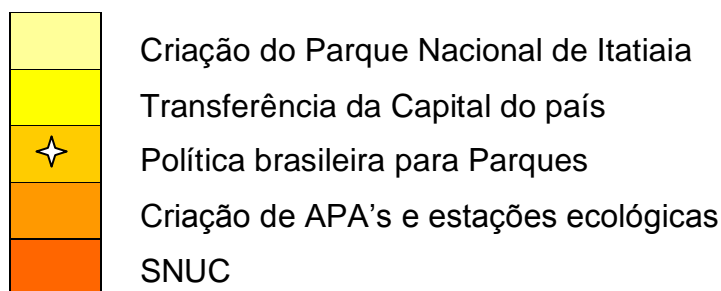 Criação do Parque Nacional de Itatiaia
Transferência da Capital do país
Política brasileira para Parques
Criação de APA's e estações ecológicas
SNUC